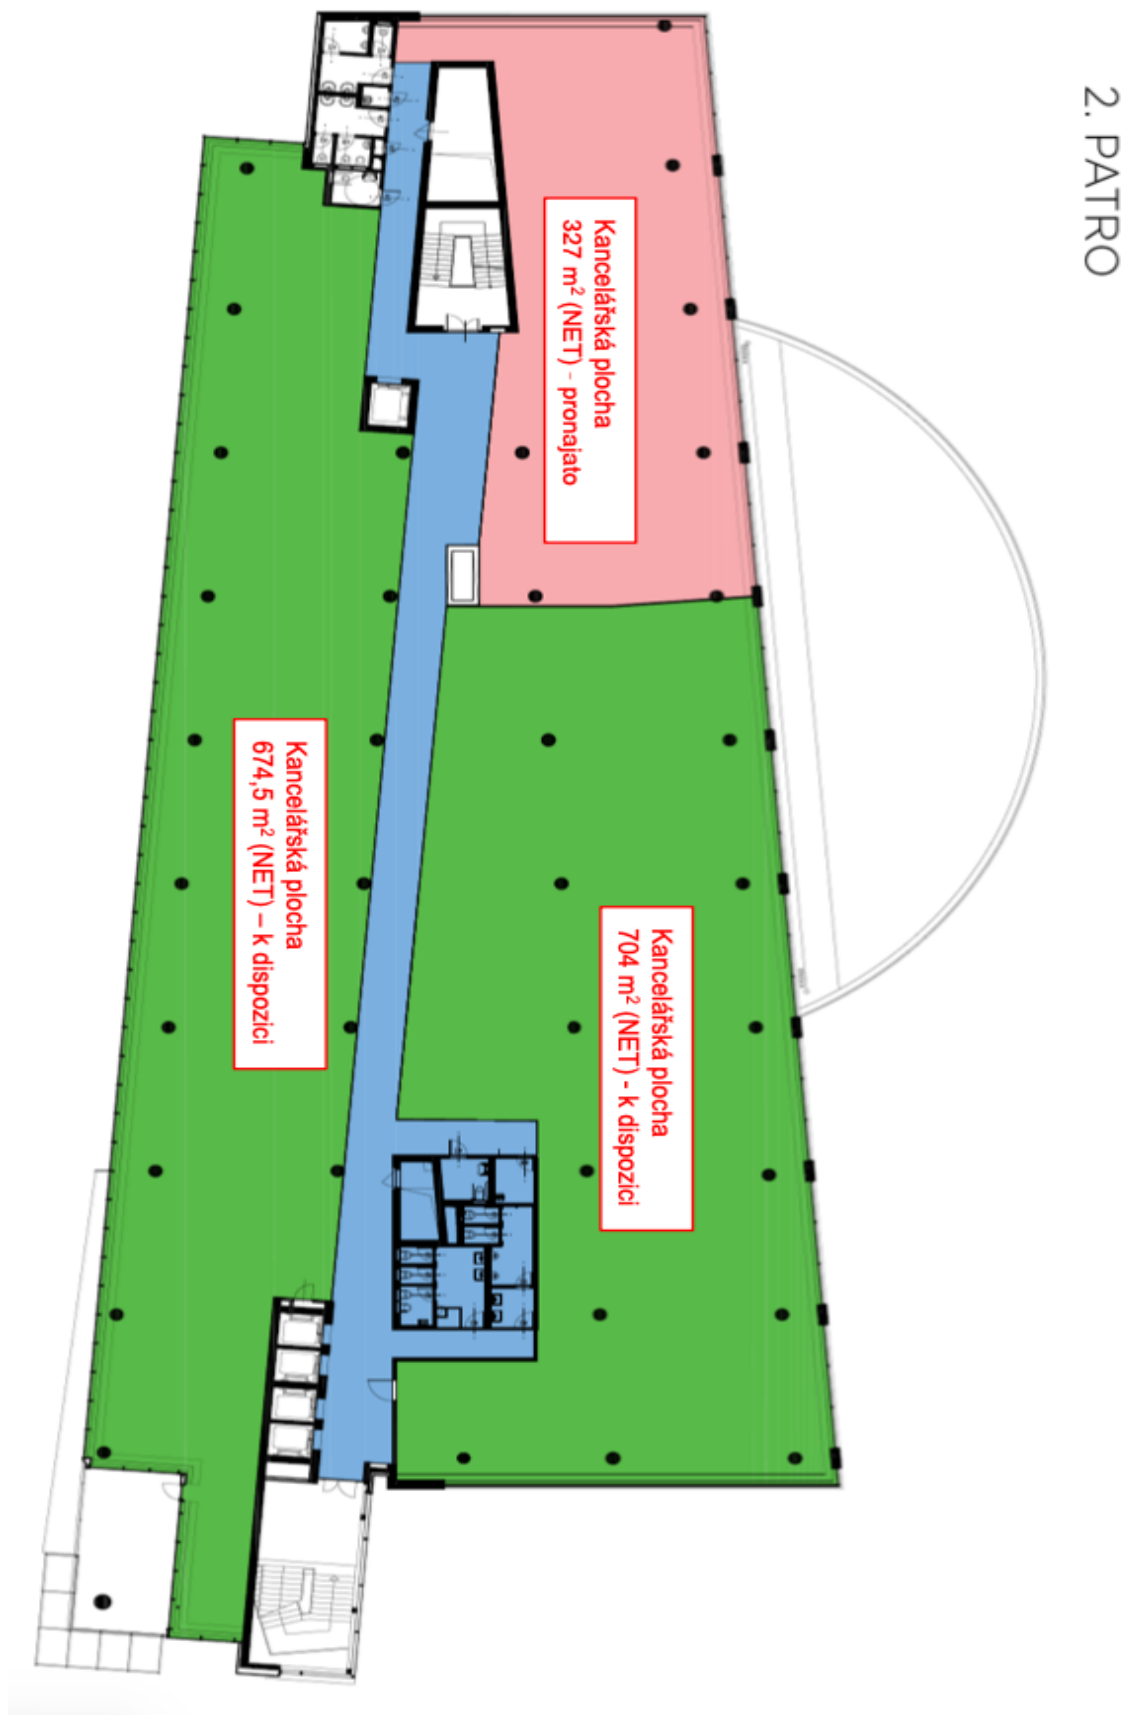 2. PATRO
Kancelářská plocha
327 m² (NET) - pronajato
Kancelářská plocha
704 m² (NET) - k dispozici
Kancelářská plocha
674,5 m² (NET) – k dispozici